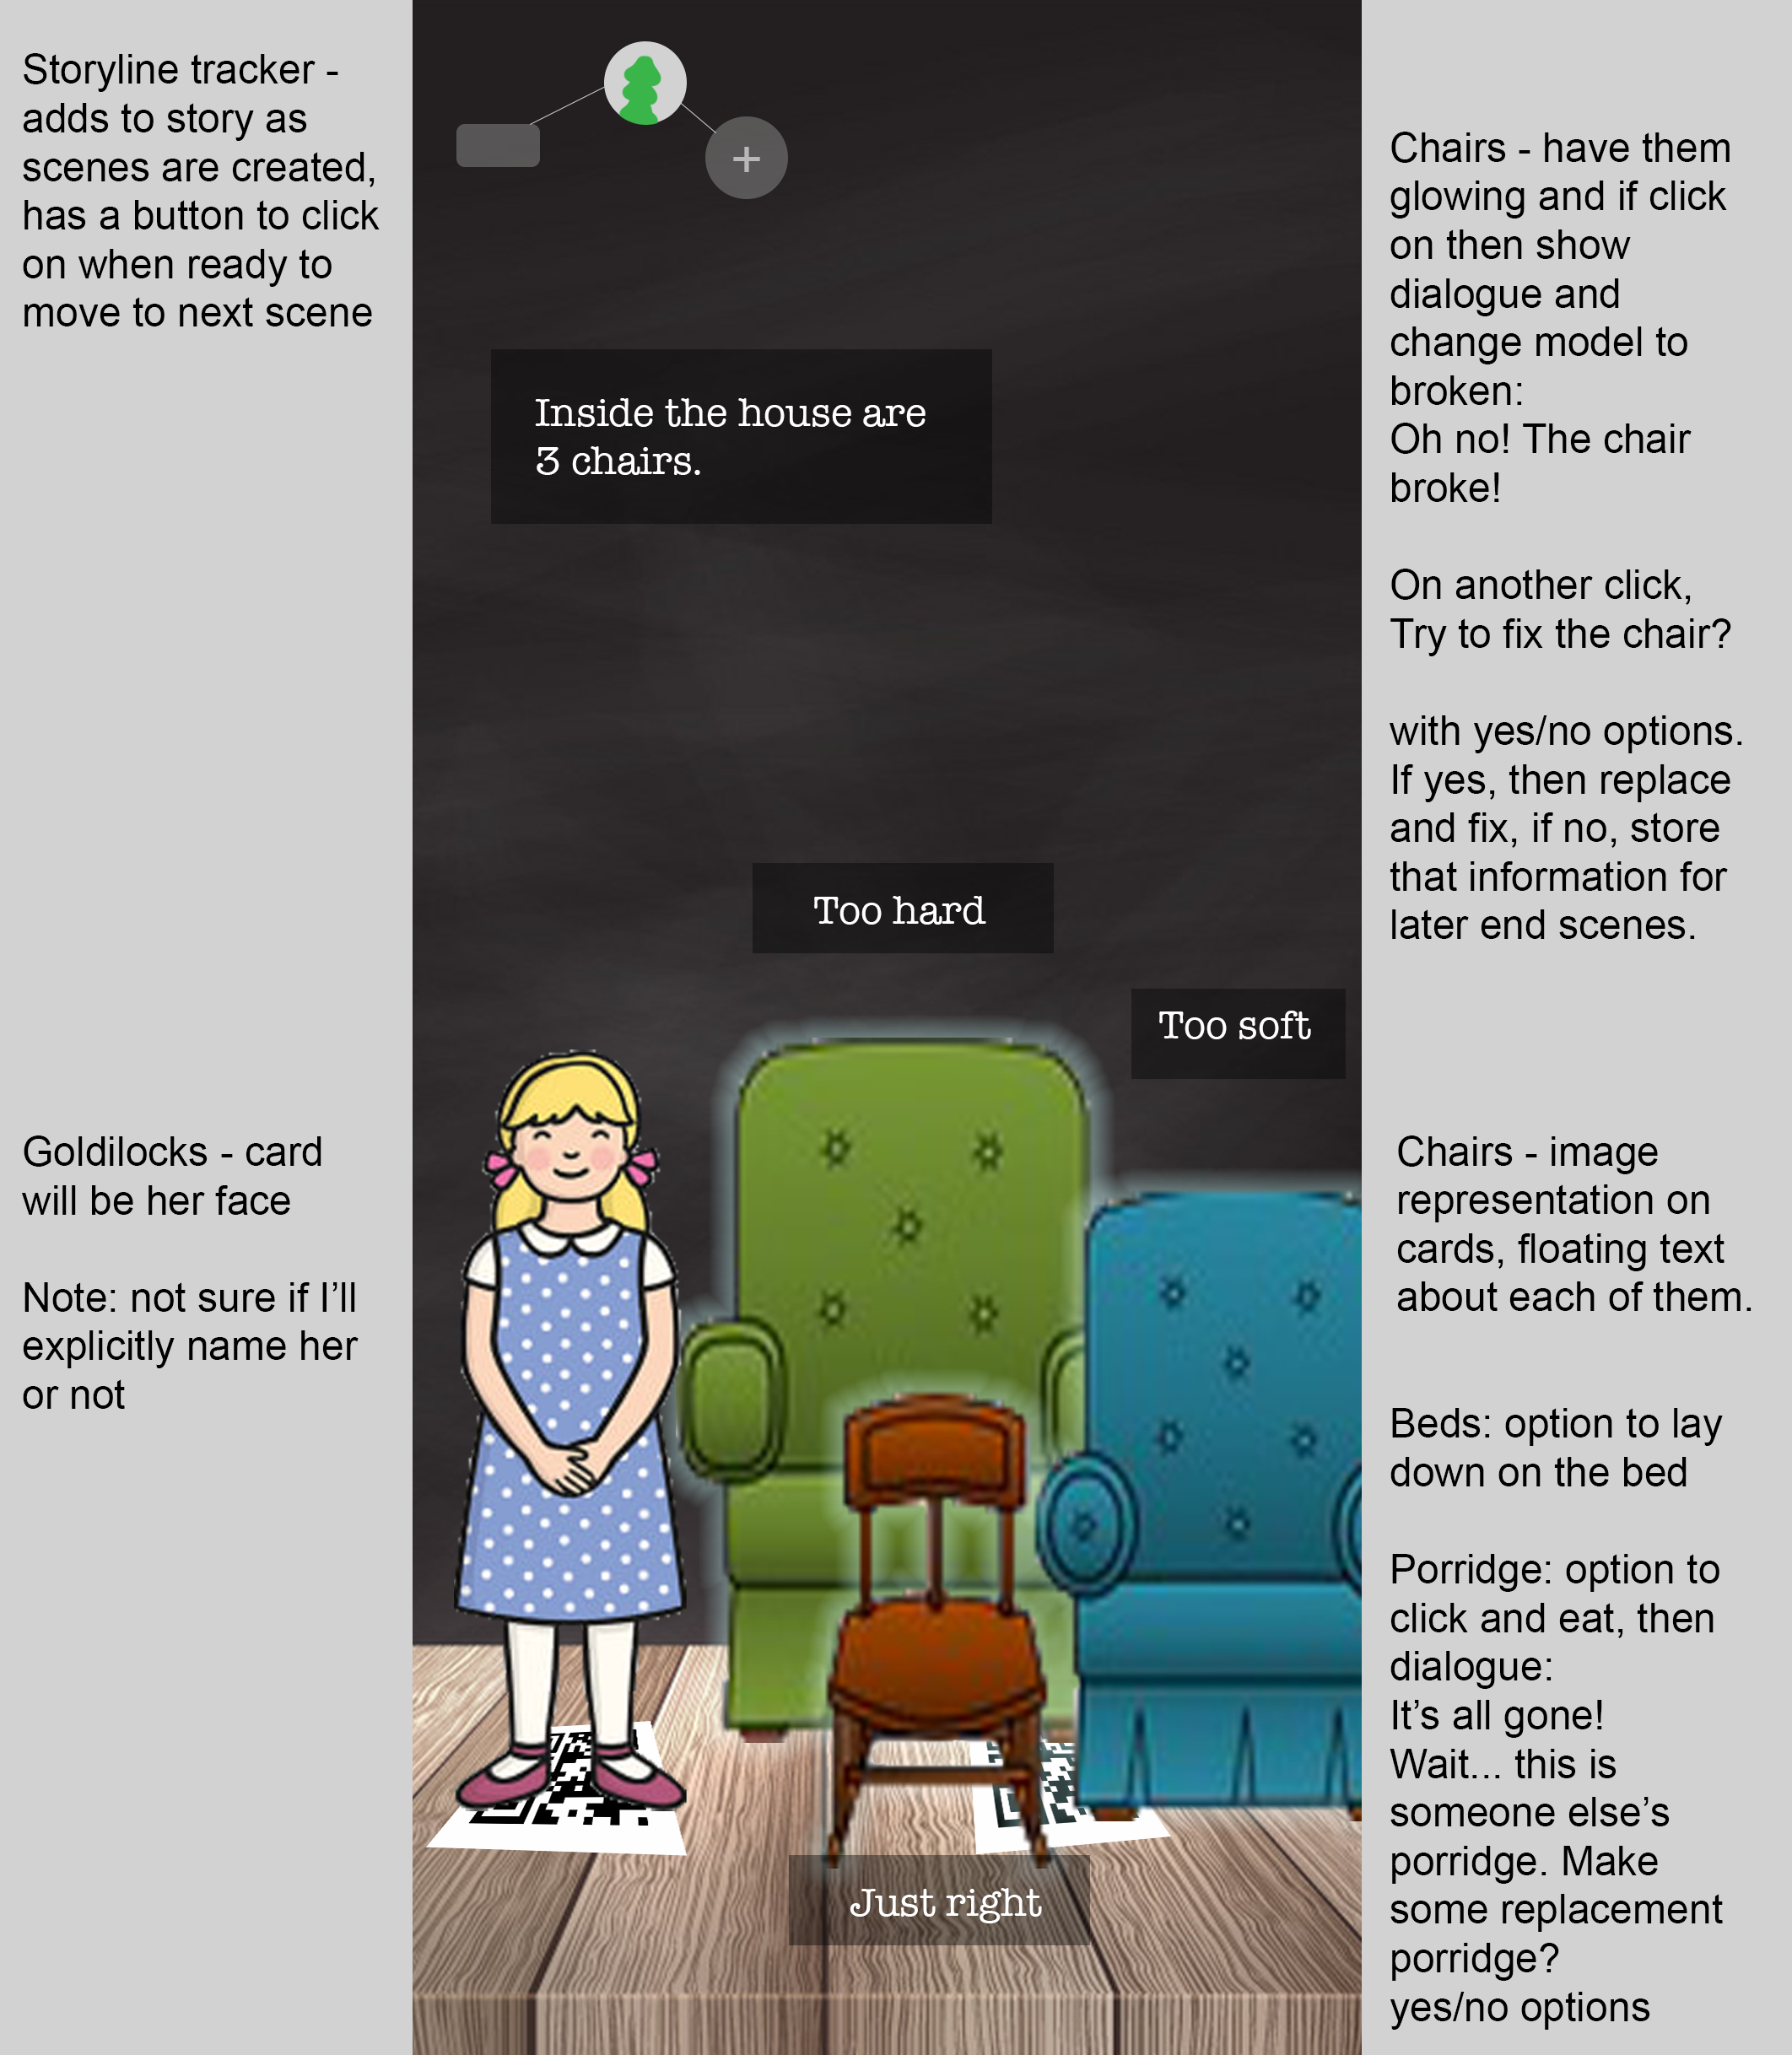 Storyline tracker -
adds to story as
scenes are created,
has a button to click
on when ready to
move to next scene
Goldilocks - card
will be her face
Note: not sure if I’ll
explicitly name her
or not
+
Inside the house are
3 chairs.
Too hard
Too soft
Just right
Chairs - have them
glowing and if click
on then show
dialogue and
change model to
broken:
Oh no! The chair
broke!
On another click,
Try to fix the chair?
with yes/no options.
If yes, then replace
and fix, if no, store
that information for
later end scenes.
Chairs - image
representation on
cards, floating text
about each of them.
Beds: option to lay
down on the bed
Porridge: option to
click and eat, then
dialogue:
It’s all gone!
Wait... this is
someone else’s
porridge. Make
some replacement
porridge?
yes/no options